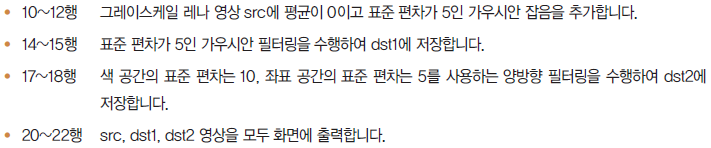 • 10~12행 그레이스케일 레나 영상 src에 평균이 0이고 표준 편차가 5인 가우시안 잡음을 추가합니다.
• 14~15행 표준 편차가 5인 가우시안 필터링을 수행하여 dst1에 저장합니다.
• 17~18행 색 공간의 표준 편차는 10, 좌표 공간의 표준 편차는 5를 사용하는 양방향 필터링을 수행하여 dst2에
저장합니다.
• 20~22행 src, dst1, dst2 영상을 모두 화면에 출력합니다.